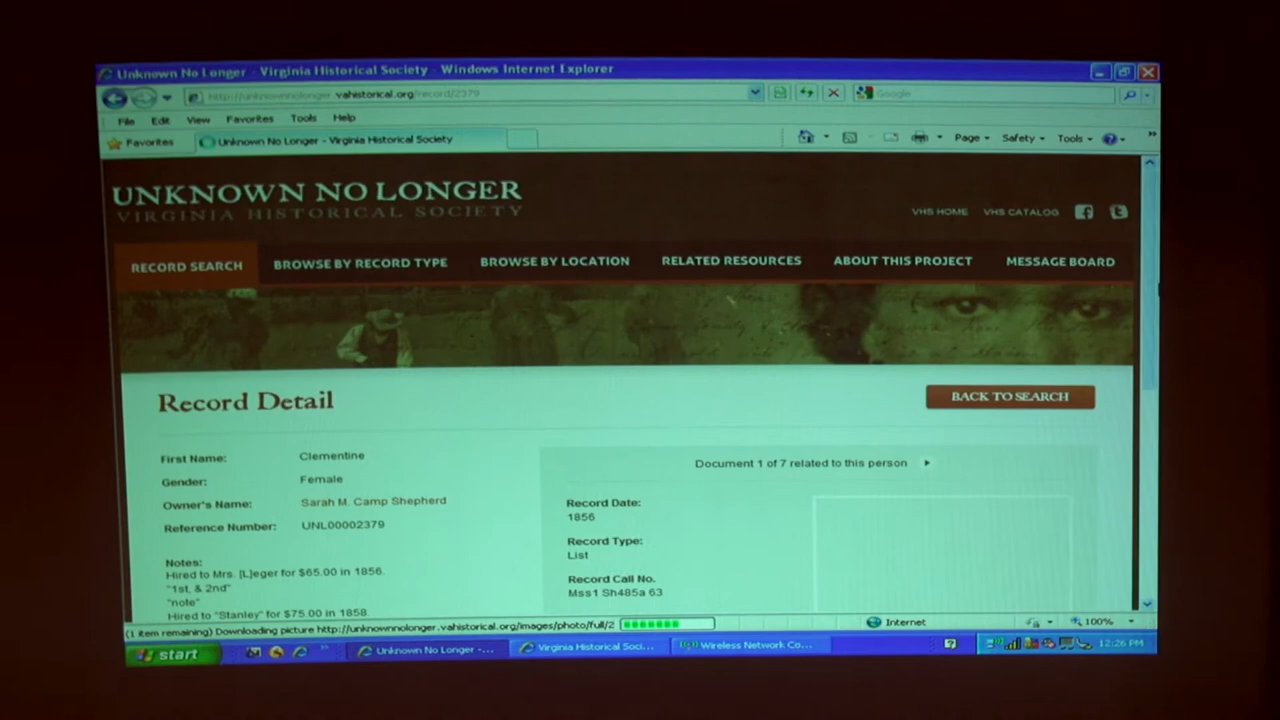 Unknown No Longer - Virginia Historical Society - Windows Internet Explorer
http://unknownnolonger.vahistorical.org/record/2379
Google
File Edit View Favorites Tools Help
Favorites Unknown No Longer - Virginia Historical Society Page Safety Tools
UNKNOWN NO LONGER
VIRGINIA HISTORICAL SOCIETY
VHS HOME VHS CATALOG
RECORD SEARCH BROWSE BY RECORD TYPE BROWSE BY LOCATION RELATED RESOURCES ABOUT THIS PROJECT MESSAGE BOARD
Record Detail
BACK TO SEARCH
First Name: Clementine
Gender: Female
Owner's Name: Sarah M. Camp Shepherd
Reference Number: UNL00002379
Notes:
Hired to Mrs. [L]eger for $65.00 in 1856.
"1st, & 2nd"
"note"
Hired to "Stanley" for $75.00 in 1858.
Document 1 of 7 related to this person
Record Date:
1856
Record Type:
List
Record Call No.
Mss1 Sh485a 63
(1 item remaining) Downloading picture http://unknownnolonger.vahistorical.org/images/photo/full/2 Internet 100%
start Unknown No Longer -... Virginia Historical Soci... Wireless Network Co... 12:26 PM